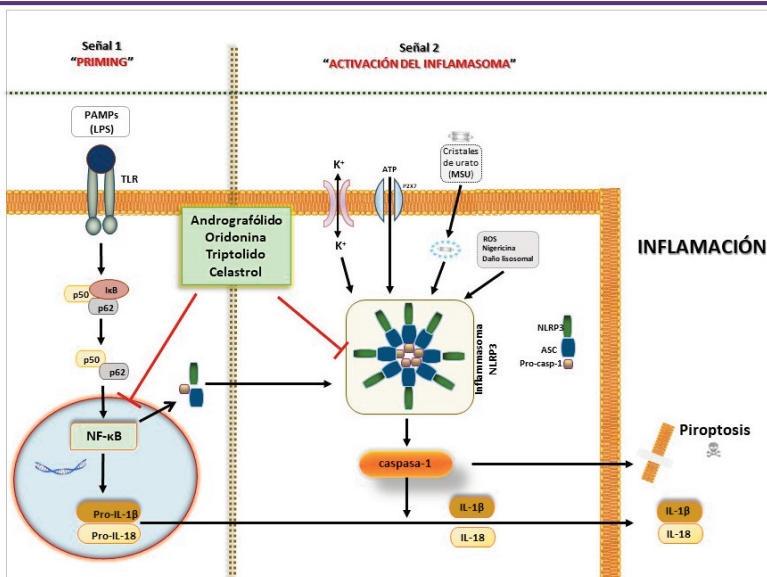 Señal 1
“PRIMING”
Señal 2
“ACTIVACIÓN DEL INFLAMASOMA”
PAMPs
(LPS)
TLR
K⁺
K⁺
ATP
P2X7
Cristales
de urato
(MSU)
ROS
Nigericina
Daño lisosomal
INFLAMACIÓN
Andrografólido
Oridonina
Triptolido
Celastrol
p50
IκB
p62
p50
p62
NF-κB
Pro-IL-1β
Pro-IL-18
Inflammasoma
NLRP3
NLRP3
ASC
Pro-casp-1
caspasa-1
IL-1β
IL-18
Piroptosis
IL-1β
IL-18